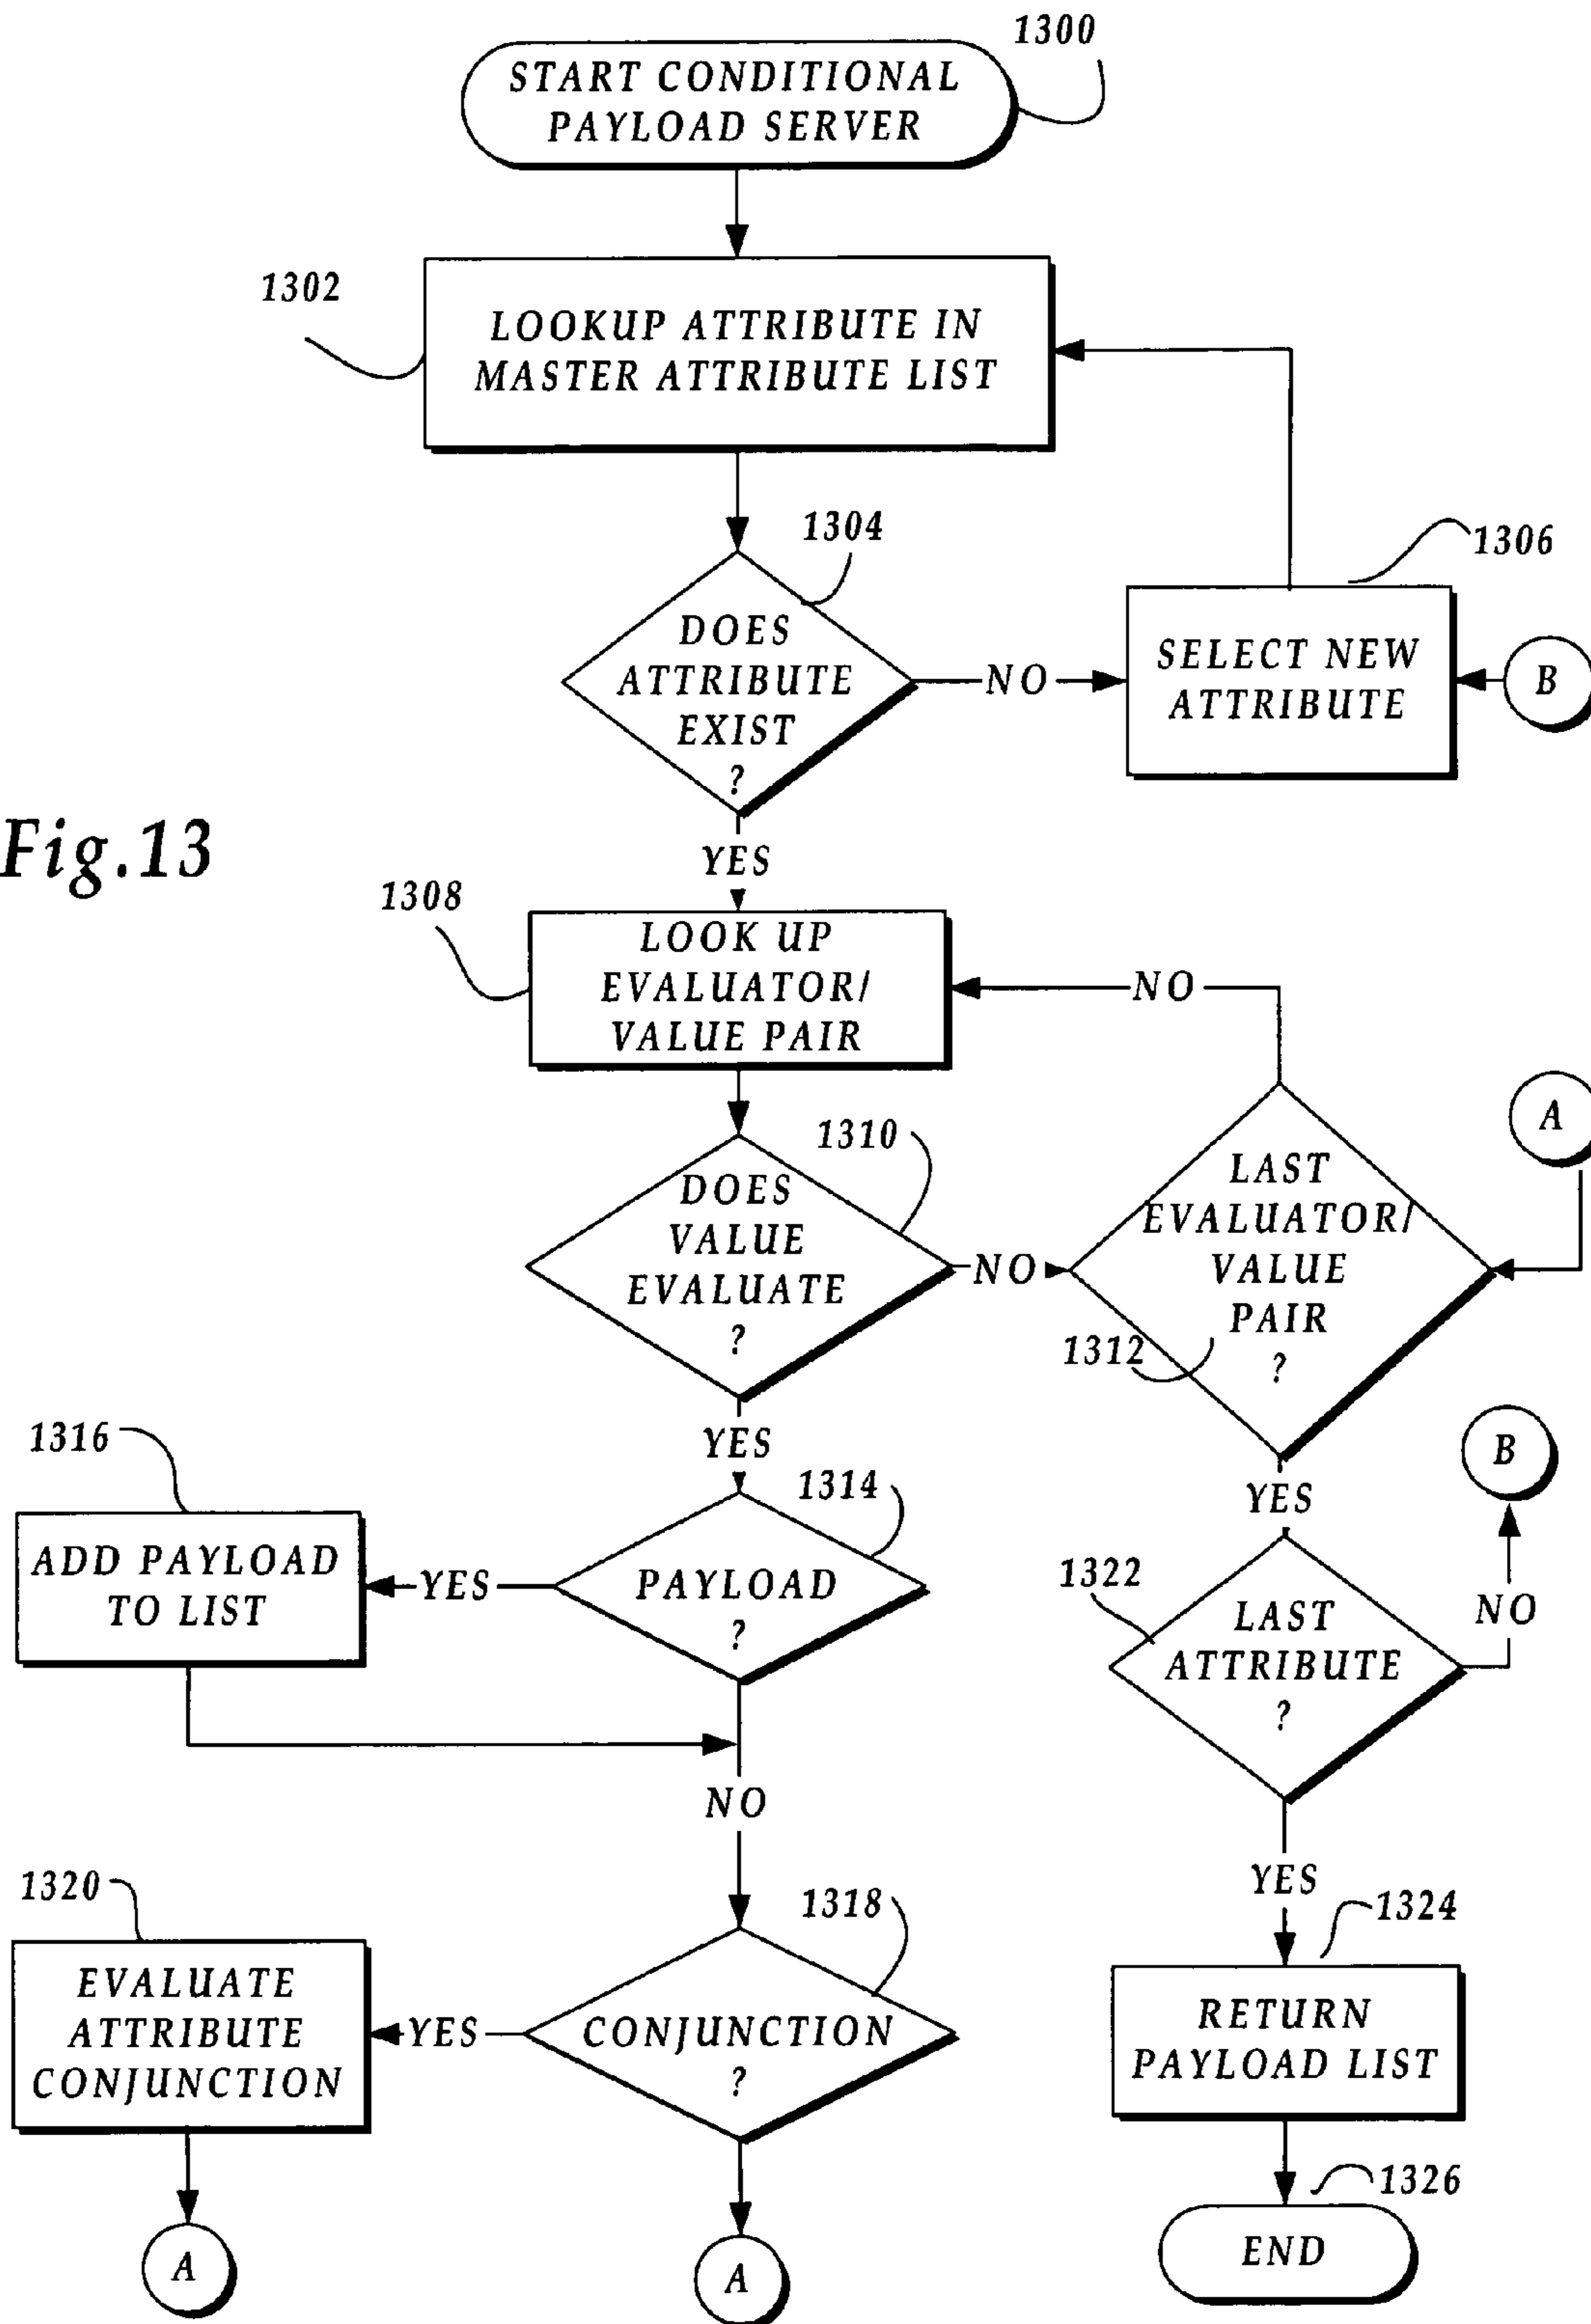 1300
START CONDITIONAL
PAYLOAD SERVER
1302
LOOKUP ATTRIBUTE IN
MASTER ATTRIBUTE LIST
1304
1306
DOES
ATTRIBUTE
EXIST
?
NO
SELECT NEW
ATTRIBUTE
B
Fig.13
YES
1308
LOOK UP
EVALUATOR/
VALUE PAIR
NO
A
1310
DOES
VALUE
EVALUATE
?
NO
LAST
EVALUATOR/
VALUE
PAIR
?
1312
YES
YES
B
1316
1314
ADD PAYLOAD
TO LIST
YES
PAYLOAD
?
1322
LAST
ATTRIBUTE
?
NO
NO
YES
1320
1318
1324
EVALUATE
ATTRIBUTE
CONJUNCTION
YES
CONJUNCTION
?
RETURN
PAYLOAD LIST
1326
A
A
END